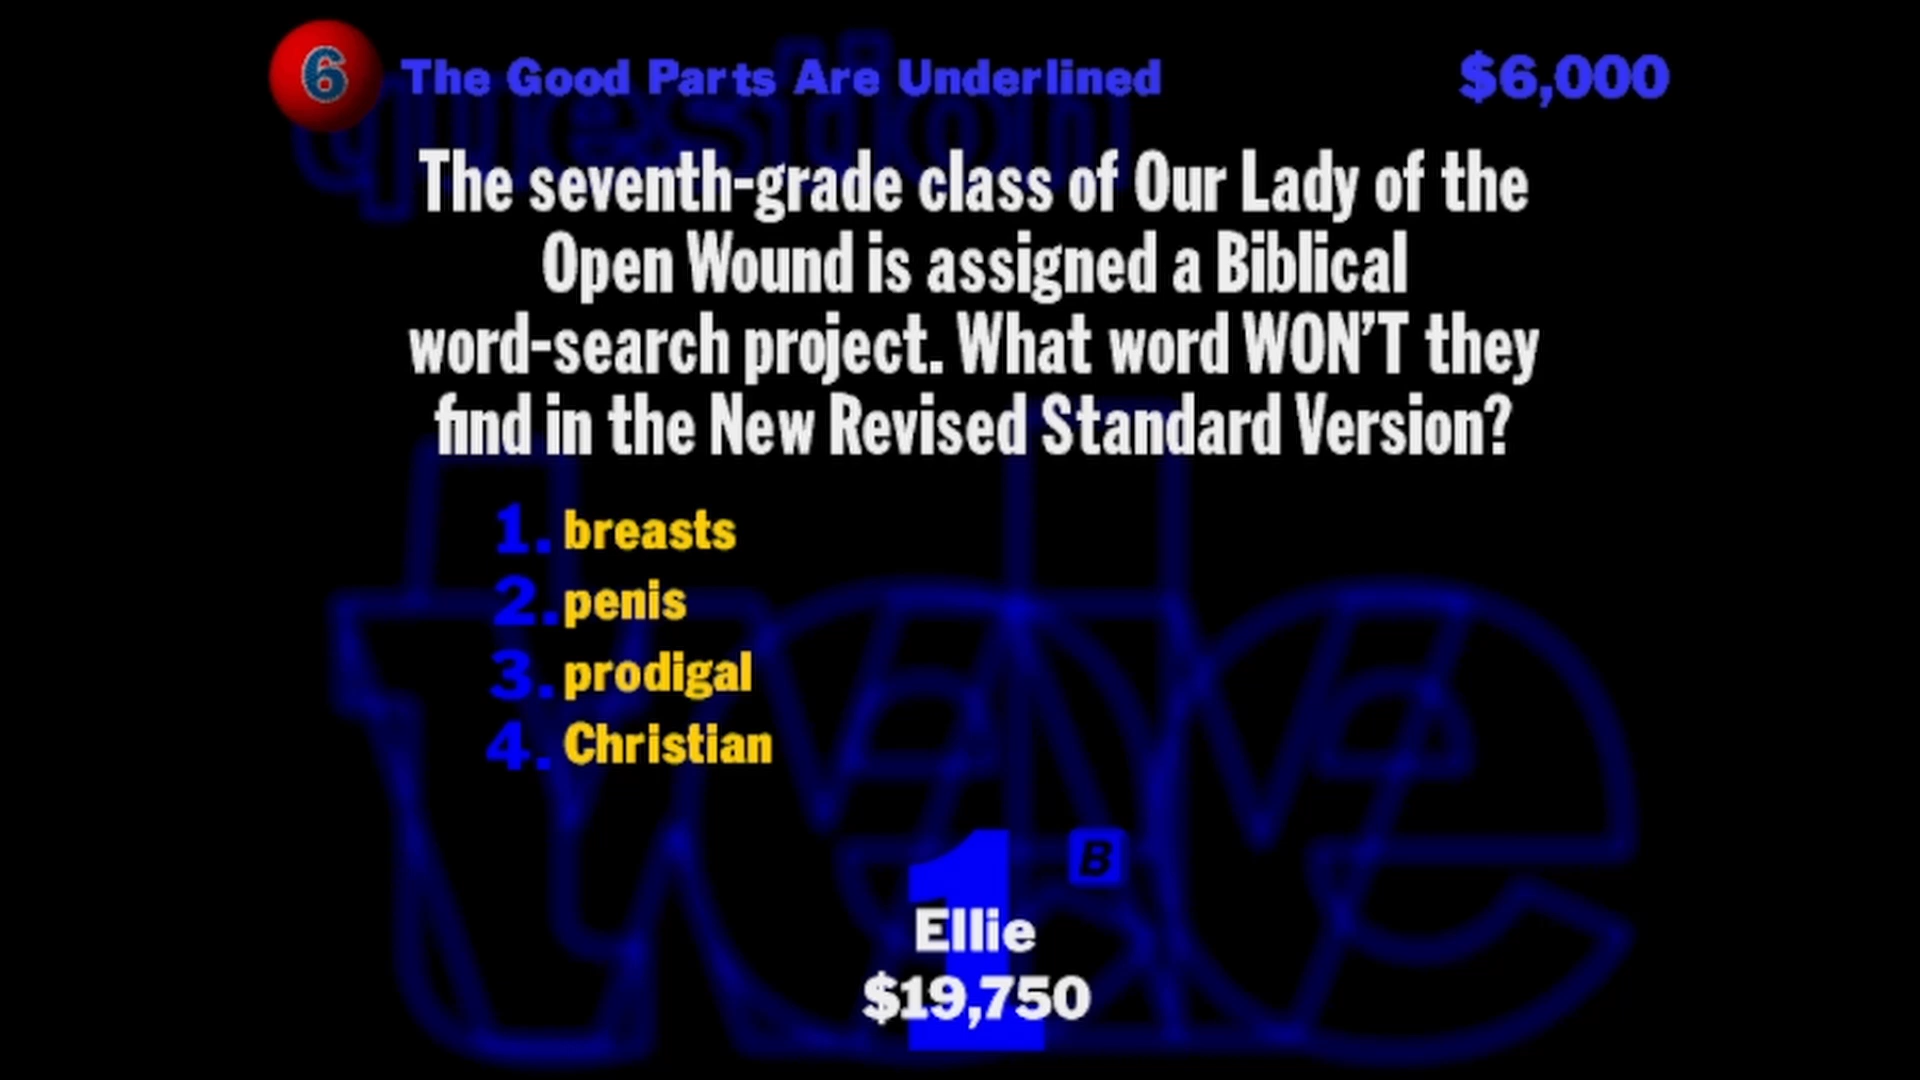 6 The Good Parts Are Underlined $6,000
question
The seventh-grade class of Our Lady of the
Open Wound is assigned a Biblical
word-search project. What word WON'T they
find in the New Revised Standard Version?
1. breasts
2. penis
3. prodigal
4. Christian
twelve
1 B
Ellie
$19,750